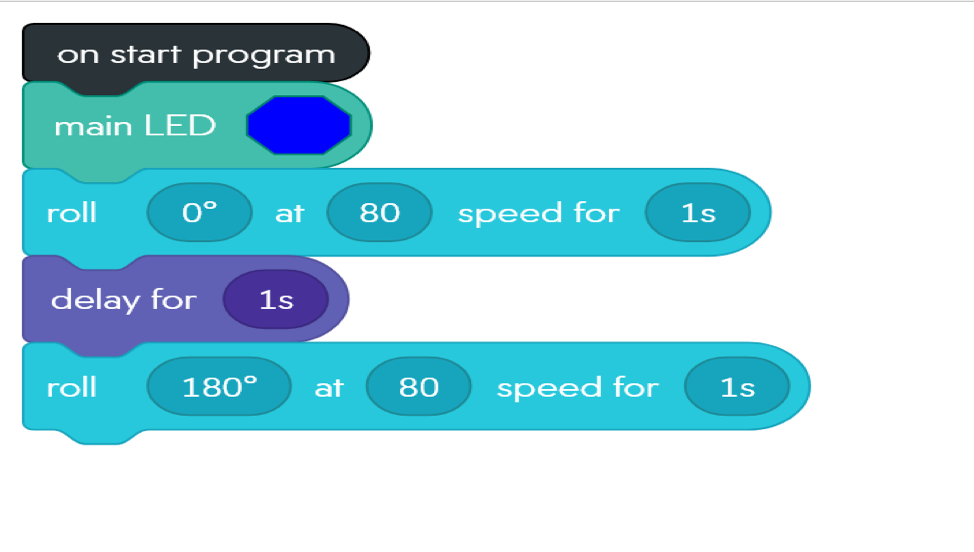 on start program
main LED
roll 0° at 80 speed for 1s
delay for 1s
roll 180° at 80 speed for 1s